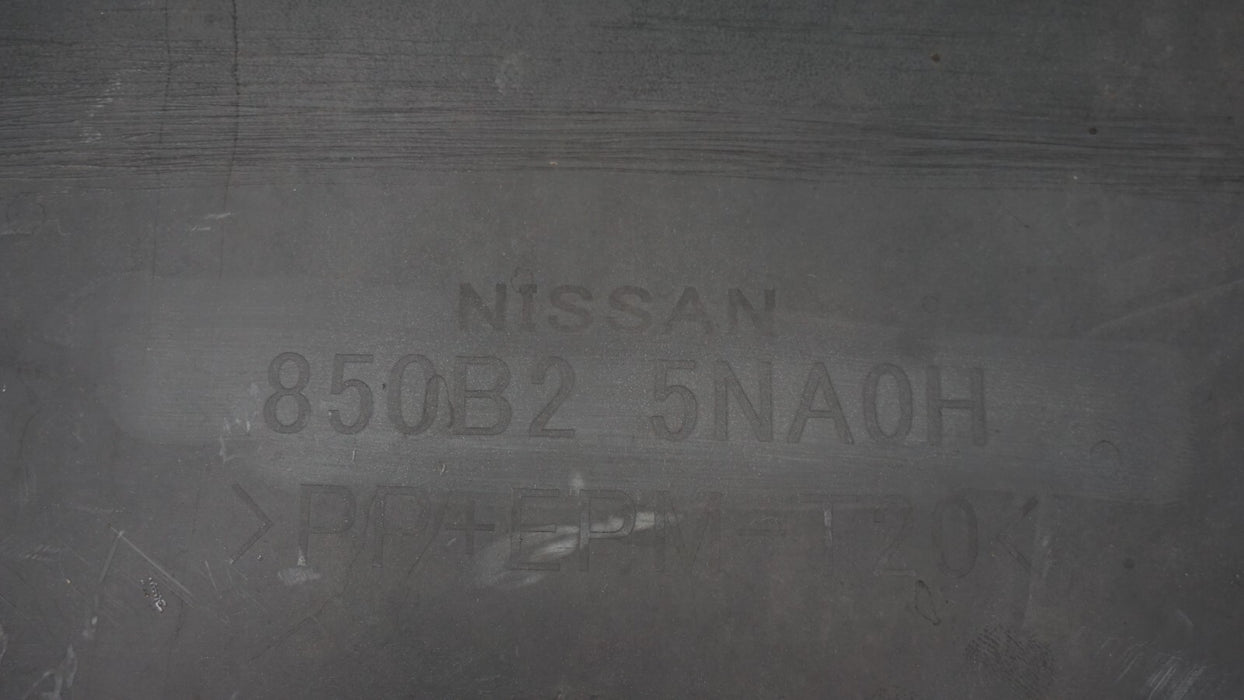 NISSAN
850B2 5NA0H
>PP+EPM-T20<